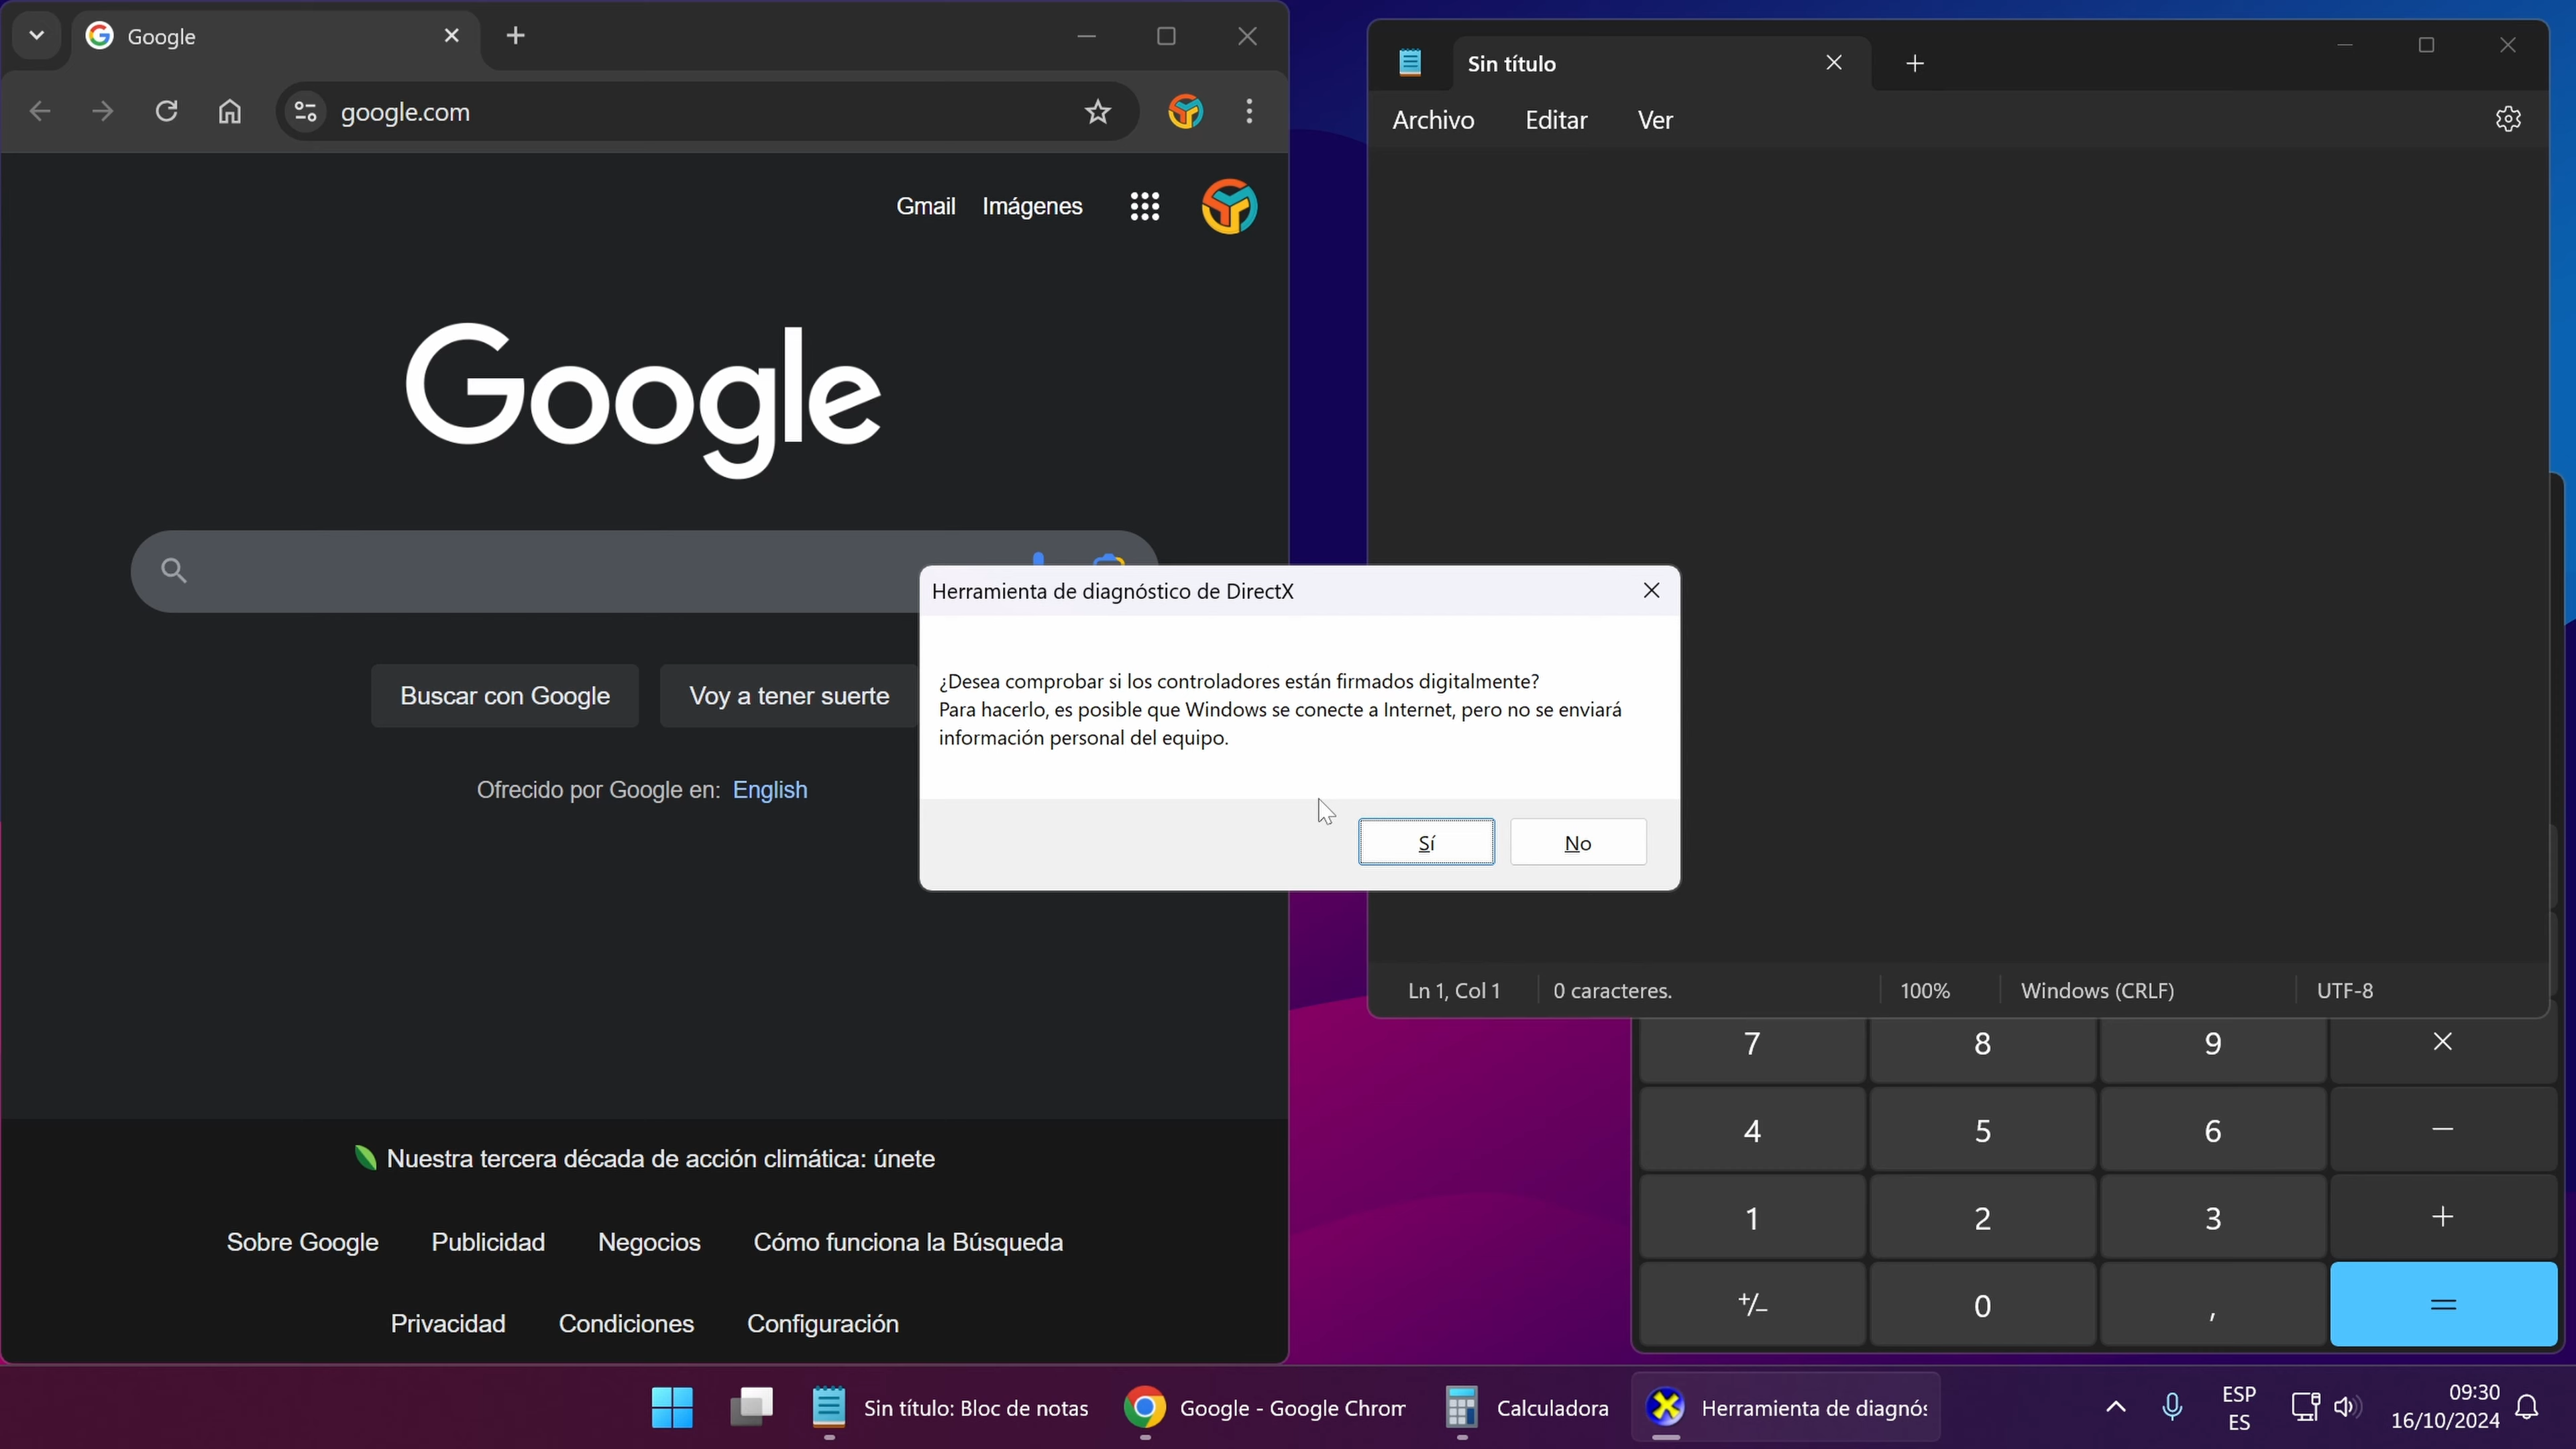 Google
google.com
Gmail Imágenes
Google
Buscar con Google
Voy a tener suerte
Ofrecido por Google en: English
Nuestra tercera década de acción climática: únete
Sobre Google Publicidad Negocios Cómo funciona la Búsqueda
Privacidad Condiciones Configuración
Sin título
Archivo Editar Ver
Ln 1, Col 1 0 caracteres. 100% Windows (CRLF) UTF-8
Herramienta de diagnóstico de DirectX
¿Desea comprobar si los controladores están firmados digitalmente?
Para hacerlo, es posible que Windows se conecte a Internet, pero no se enviará
información personal del equipo.
Sí No
7 8 9 ×
4 5 6 −
1 2 3 +
+/− 0 , =
Sin título: Bloc de notas Google - Google Chrom Calculadora Herramienta de diagnós
ESP
ES
09:30
16/10/2024